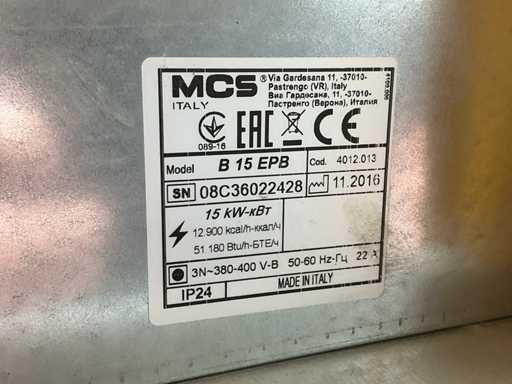 MCS ® Via Gardesana 11, -37010-
Pastrengo (VR), Italy
ITALY Виа Гардесана, 11, -37010-
Пастренго (Верона), Италия
4109.006
089-16
EAC CE
Model B 15 EPB Cod. 4012.013
SN 08C36022428 11.2016
15 kW-кВт
12 900 kcal/h-ккал/ч
51 180 Btu/h-БТЕ/ч
3N~380-400 V-В 50-60 Hz-Гц 22 A
IP24 MADE IN ITALY